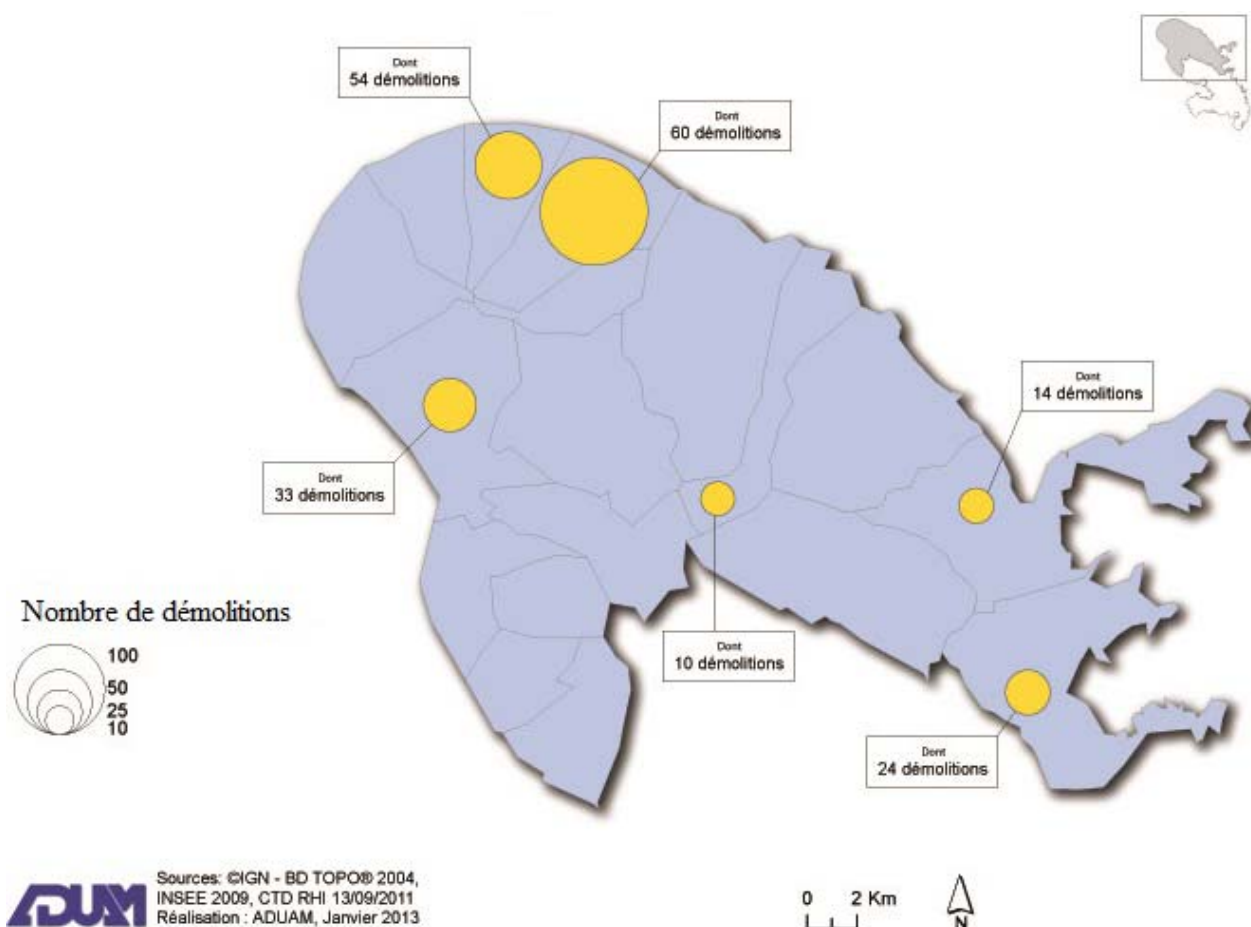 Dont
54 démolitions
Dont
60 démolitions
Dont
14 démolitions
Dont
33 démolitions
Dont
10 démolitions
Dont
24 démolitions
Nombre de démolitions
100
50
25
10
ADUAM
Sources: ©IGN - BD TOPO® 2004,
INSEE 2009, CTD RHI 13/09/2011
Réalisation : ADUAM, Janvier 2013
0 2 Km
N